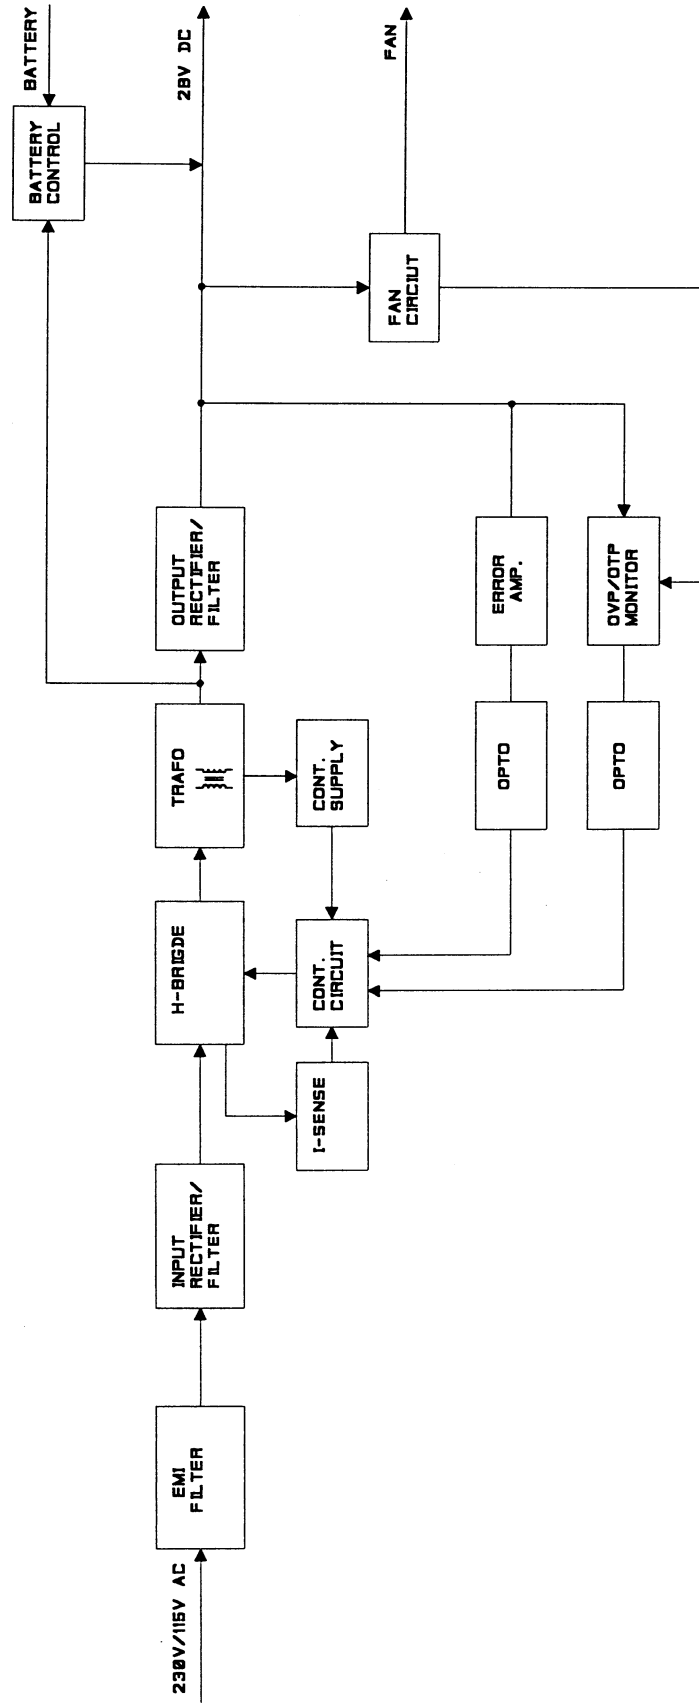 BATTERY
BATTERY
CONTROL
28V DC
FAN
230V/115V AC
EMI
FILTER
INPUT
RECTIFIER/
FILTER
H-BRIGDE
TRAFO
OUTPUT
RECTIFIER/
FILTER
I-SENSE
CONT.
CIRCUIT
CONT.
SUPPLY
FAN
CIRCIUT
OPTO
ERROR
AMP.
OPTO
OVP/OTP
MONITOR